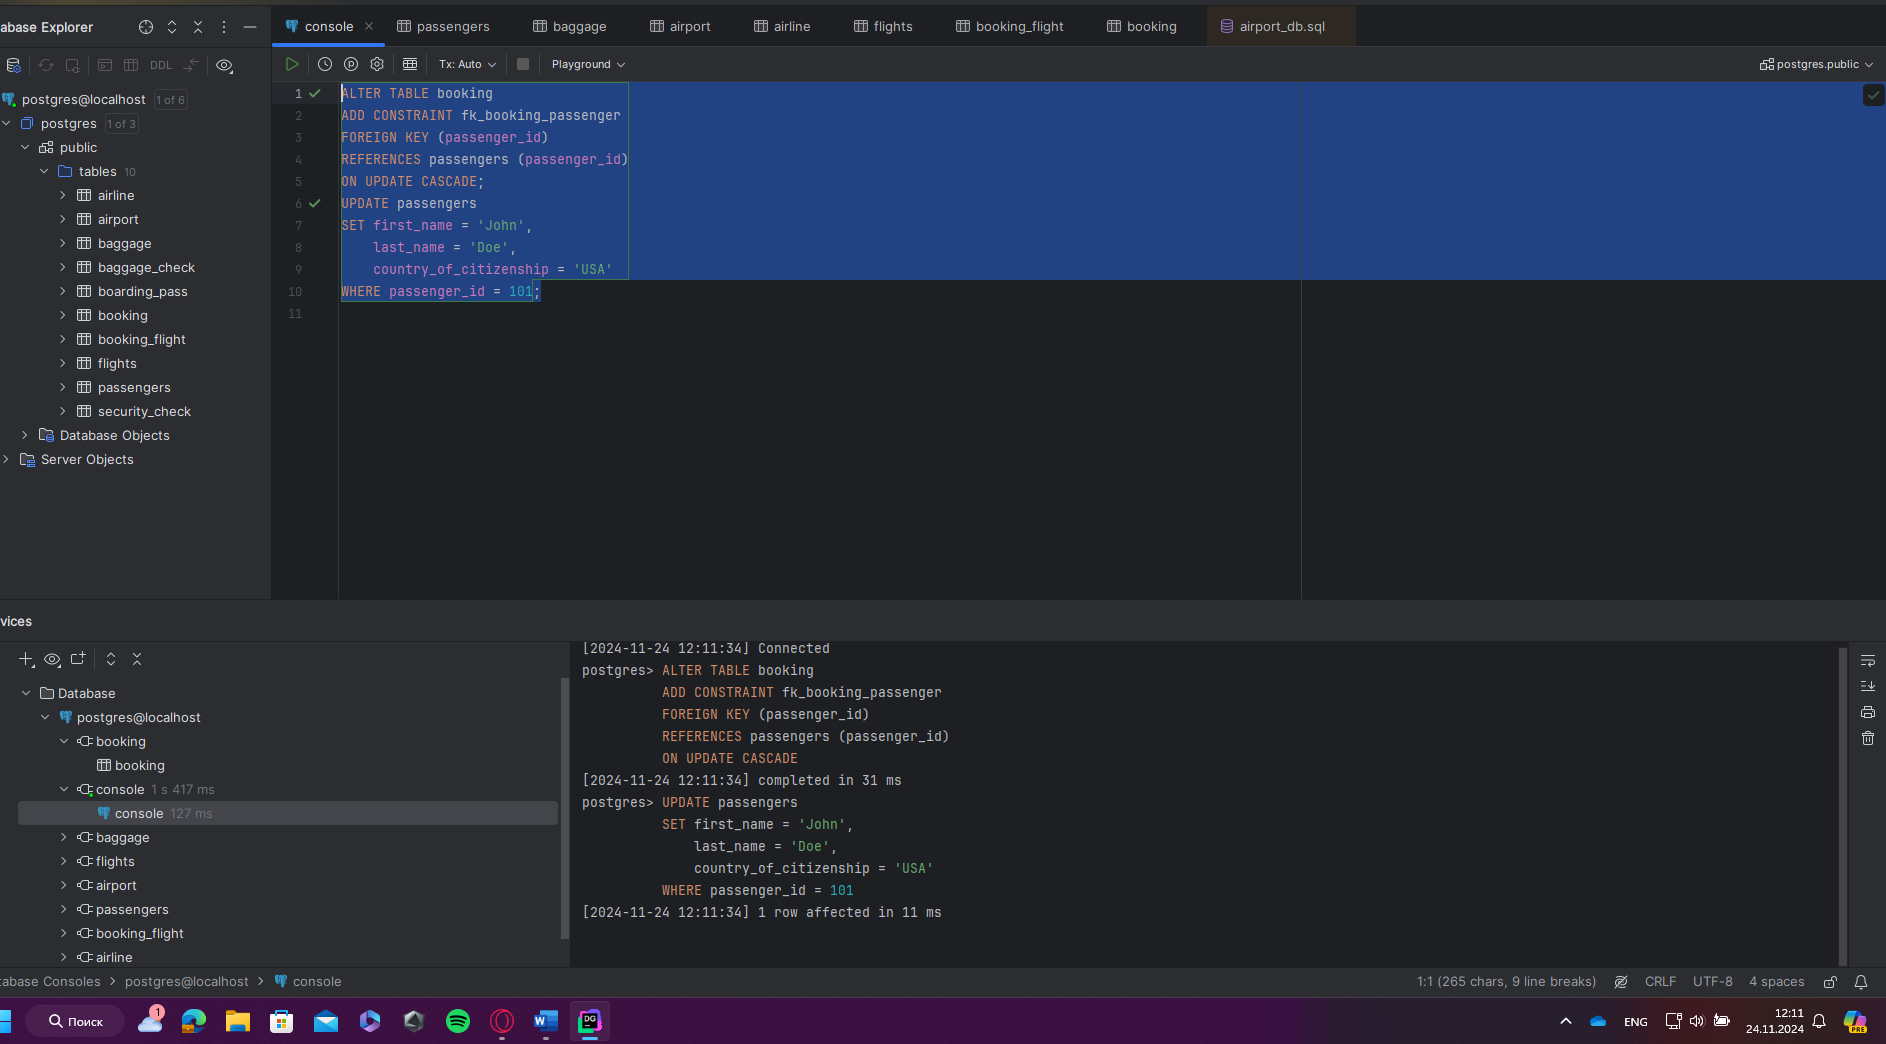 abase Explorer
console
passengers
baggage
airport
airline
flights
booking_flight
booking
airport_db.sql
DDL
Tx: Auto
Playground
postgres.public
postgres@localhost 1 of 6
postgres 1 of 3
public
tables 10
airline
airport
baggage
baggage_check
boarding_pass
booking
booking_flight
flights
passengers
security_check
Database Objects
Server Objects
1 ALTER TABLE booking
2 ADD CONSTRAINT fk_booking_passenger
3 FOREIGN KEY (passenger_id)
4 REFERENCES passengers (passenger_id)
5 ON UPDATE CASCADE;
6 UPDATE passengers
7 SET first_name = 'John',
8 last_name = 'Doe',
9 country_of_citizenship = 'USA'
10 WHERE passenger_id = 101;
11
vices
Database
postgres@localhost
booking
booking
console 1 s 417 ms
console 127 ms
baggage
flights
airport
passengers
booking_flight
airline
[2024-11-24 12:11:34] Connected
postgres> ALTER TABLE booking
ADD CONSTRAINT fk_booking_passenger
FOREIGN KEY (passenger_id)
REFERENCES passengers (passenger_id)
ON UPDATE CASCADE
[2024-11-24 12:11:34] completed in 31 ms
postgres> UPDATE passengers
SET first_name = 'John',
last_name = 'Doe',
country_of_citizenship = 'USA'
WHERE passenger_id = 101
[2024-11-24 12:11:34] 1 row affected in 11 ms
tabase Consoles > postgres@localhost > console
1:1 (265 chars, 9 line breaks)
CRLF
UTF-8
4 spaces
Поиск
1
DG
ENG
12:11
24.11.2024
PRE